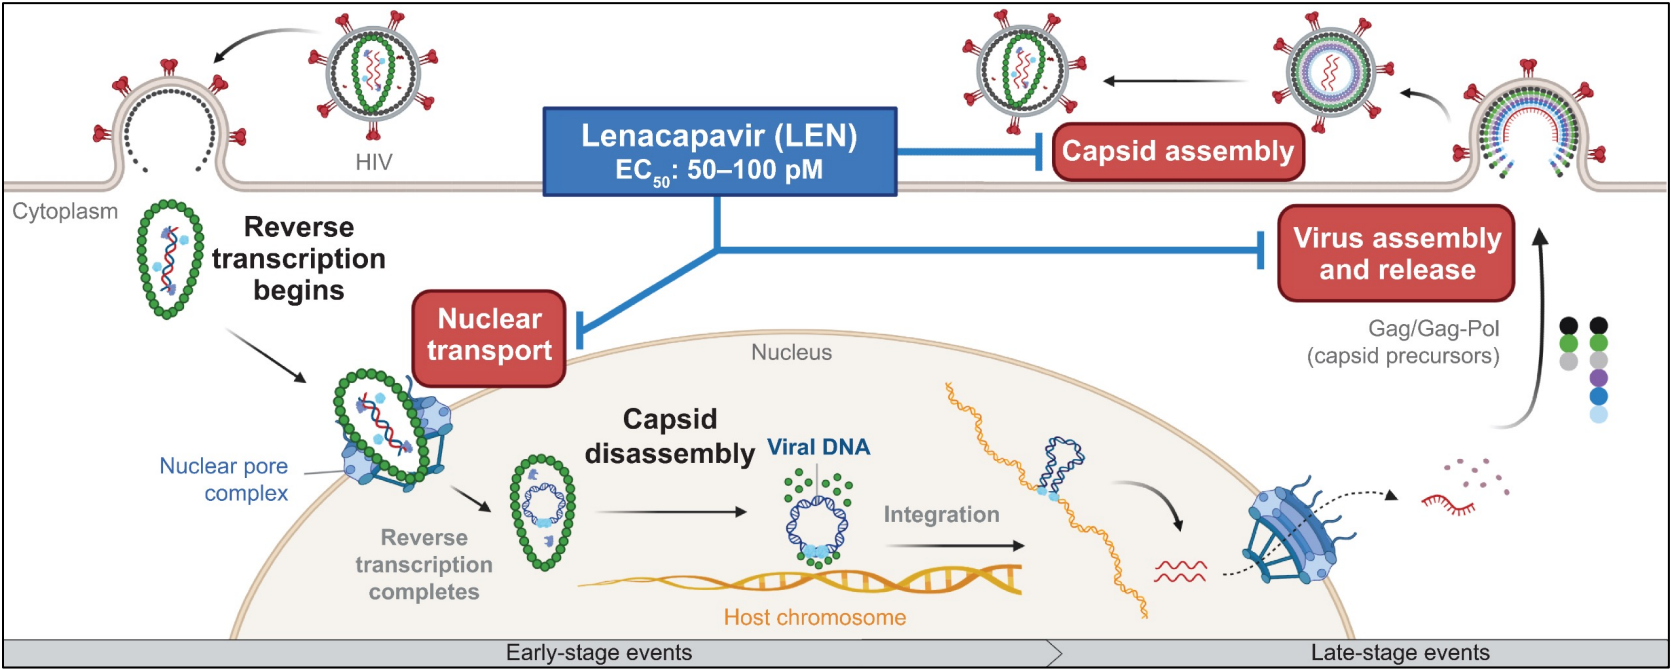 HIV
Cytoplasm
Reverse
transcription
begins
Lenacapavir (LEN)
EC50: 50–100 pM
Capsid assembly
Virus assembly
and release
Nuclear
transport
Nucleus
Gag/Gag-Pol
(capsid precursors)
Nuclear pore
complex
Capsid
disassembly
Viral DNA
Reverse
transcription
completes
Integration
Host chromosome
Early-stage events
Late-stage events